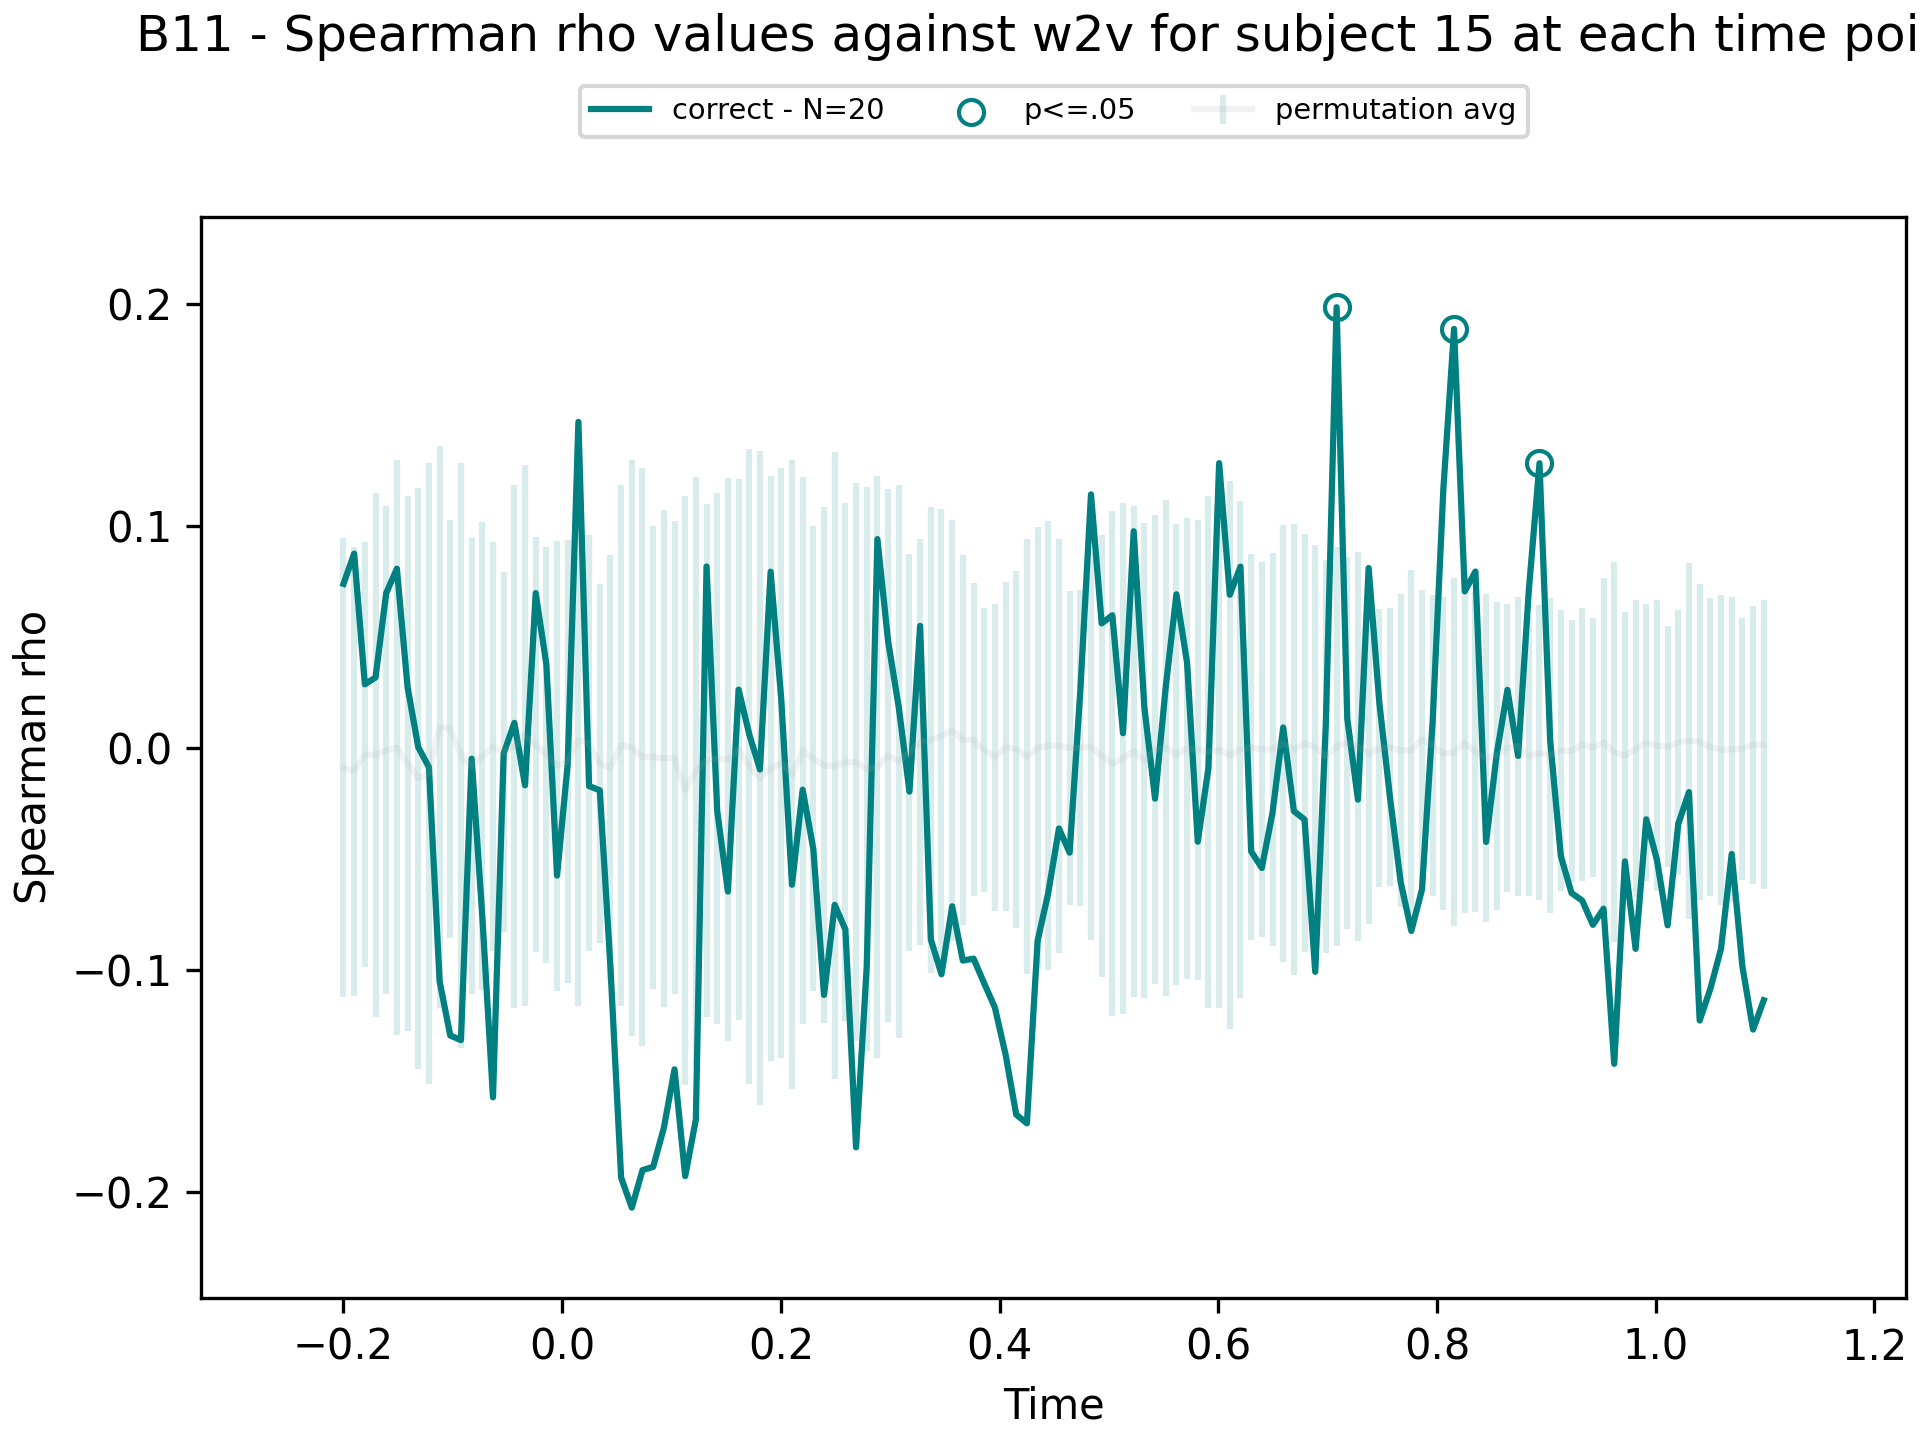 B11 - Spearman rho values against w2v for subject 15 at each time poi
correct - N=20 p<=.05 permutation avg
0.2
0.1
0.0
−0.1
−0.2
Spearman rho
−0.2 0.0 0.2 0.4 0.6 0.8 1.0 1.2
Time